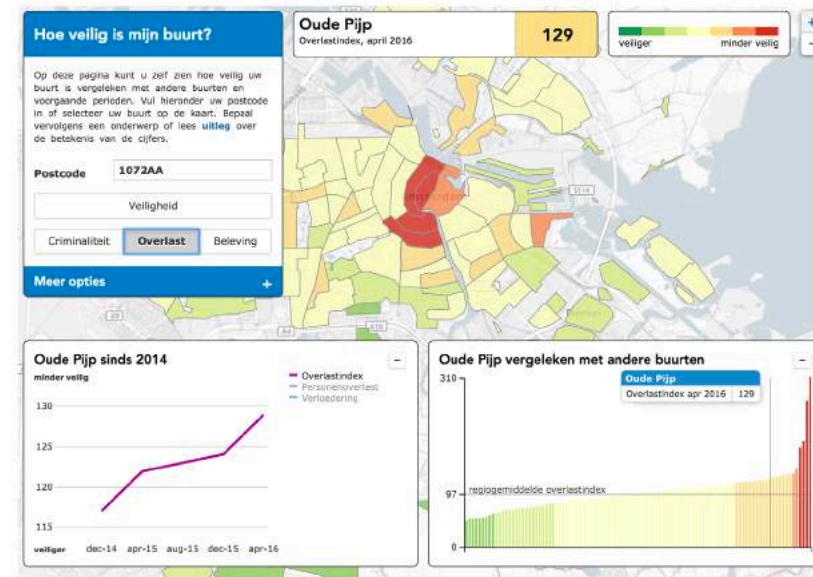 Hoe veilig is mijn buurt?
Op deze pagina kunt u zelf zien hoe veilig uw
buurt is vergeleken met andere buurten en
voorgaande perioden. Vul hieronder uw postcode
in of selecteer uw buurt op de kaart. Bepaal
vervolgens een onderwerp of lees uitleg over
de betekenis van de cijfers.
Postcode 1072AA
Veiligheid
Criminaliteit Overlast Beleving
Meer opties +
Oude Pijp
Overlastindex, april 2016
129
veiliger minder veilig
+
−
S114
Oude Pijp sinds 2014 −
minder veilig
Overlastindex
Personenoverlast
Verloedering
130
125
120
115
veiliger dec-14 apr-15 aug-15 dec-15 apr-16
Oude Pijp vergeleken met andere buurten −
310
Oude Pijp
Overlastindex apr 2016 129
97 regiogemiddelde overlastindex
0